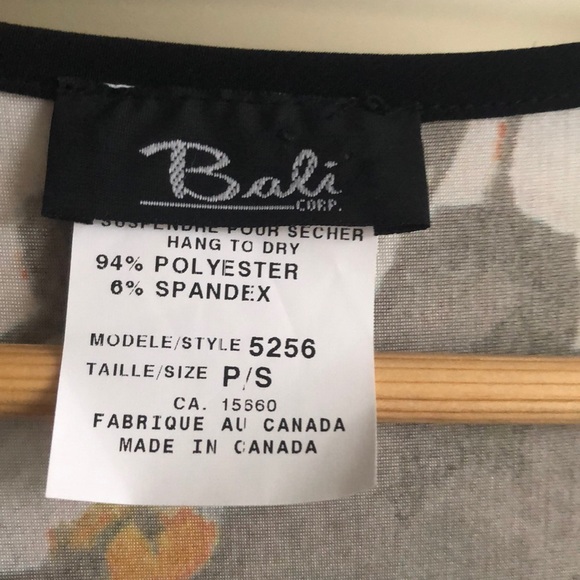 Bali
CORP.
SUSPENDRE POUR SÉCHER
HANG TO DRY
94% POLYESTER
6% SPANDEX
MODELE/STYLE 5256
TAILLE/SIZE P/S
CA. 15660
FABRIQUE AU CANADA
MADE IN CANADA